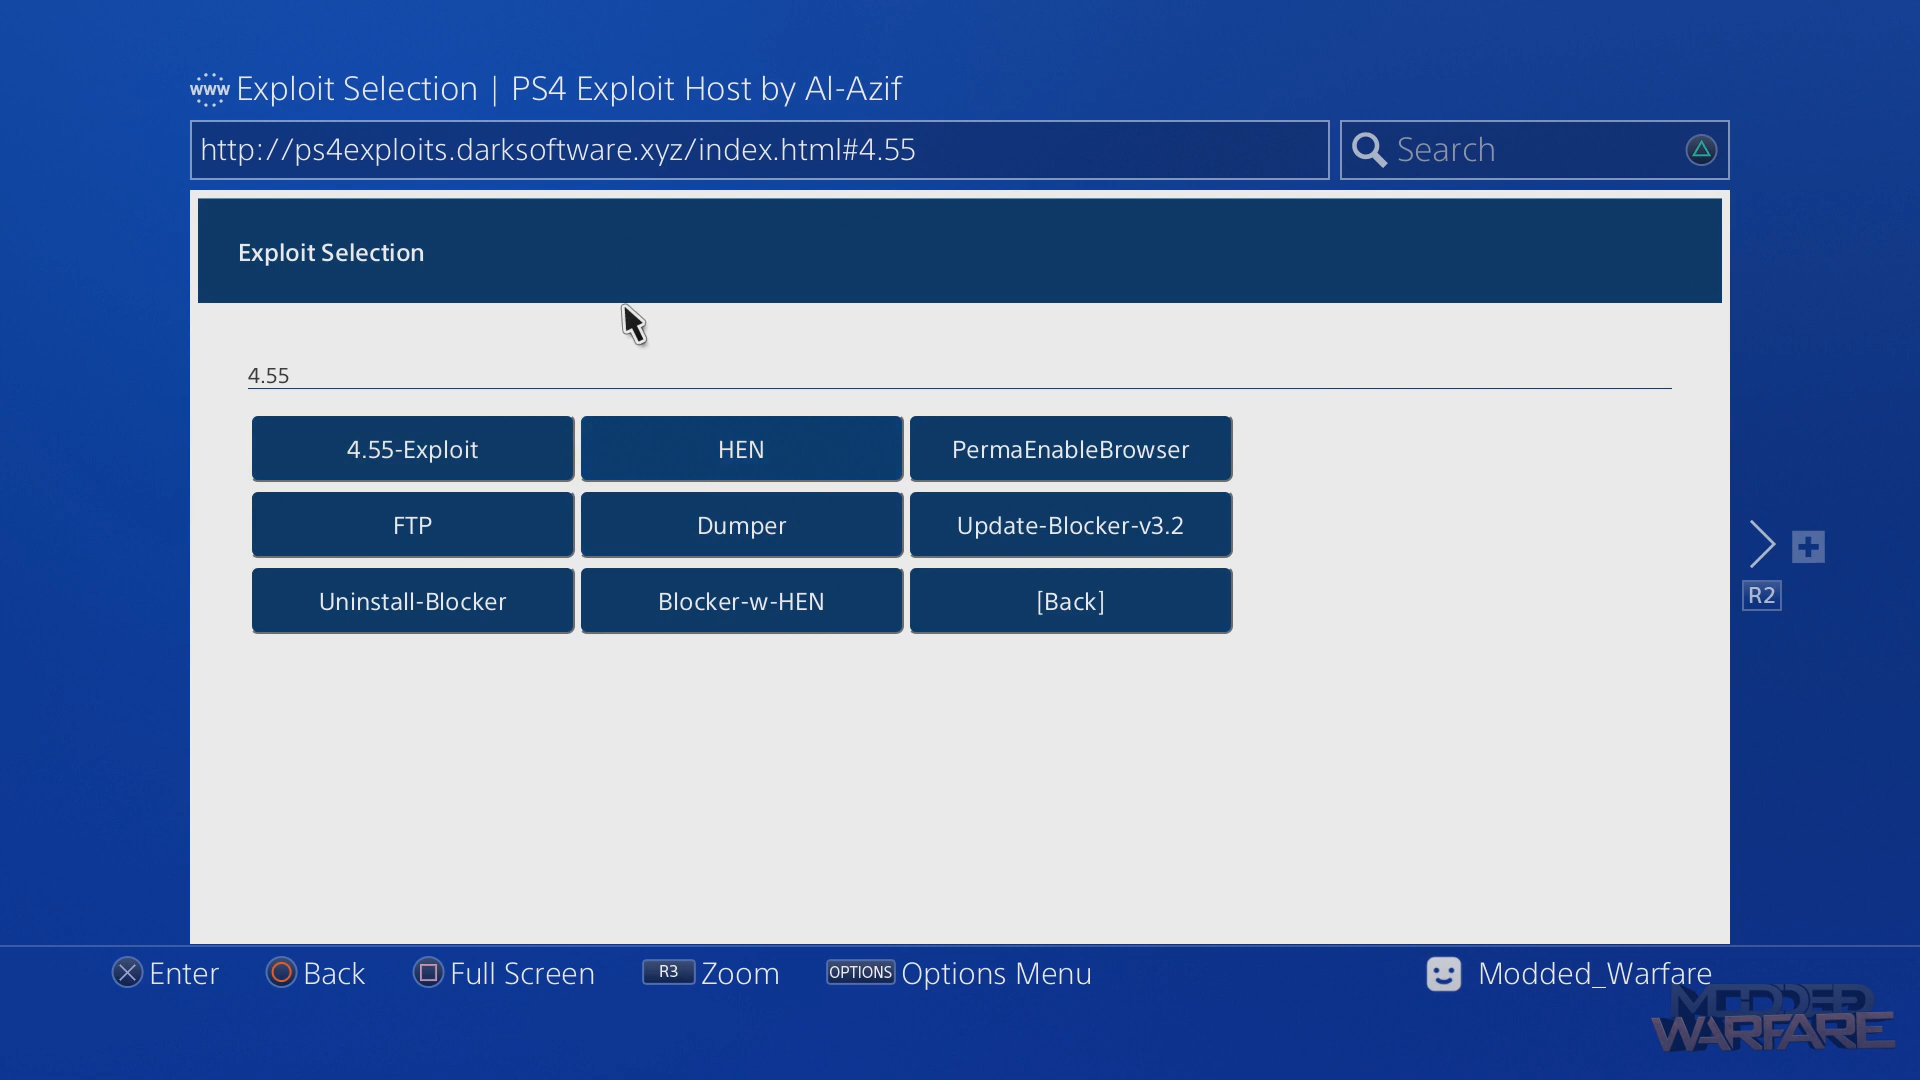 www Exploit Selection | PS4 Exploit Host by Al-Azif
http://ps4exploits.darksoftware.xyz/index.html#4.55 Search
Exploit Selection
4.55
4.55-Exploit HEN PermaEnableBrowser
FTP Dumper Update-Blocker-v3.2
Uninstall-Blocker Blocker-w-HEN [Back]
R2
Enter Back Full Screen R3 Zoom OPTIONS Options Menu Modded_Warfare
MODDED
WARFARE